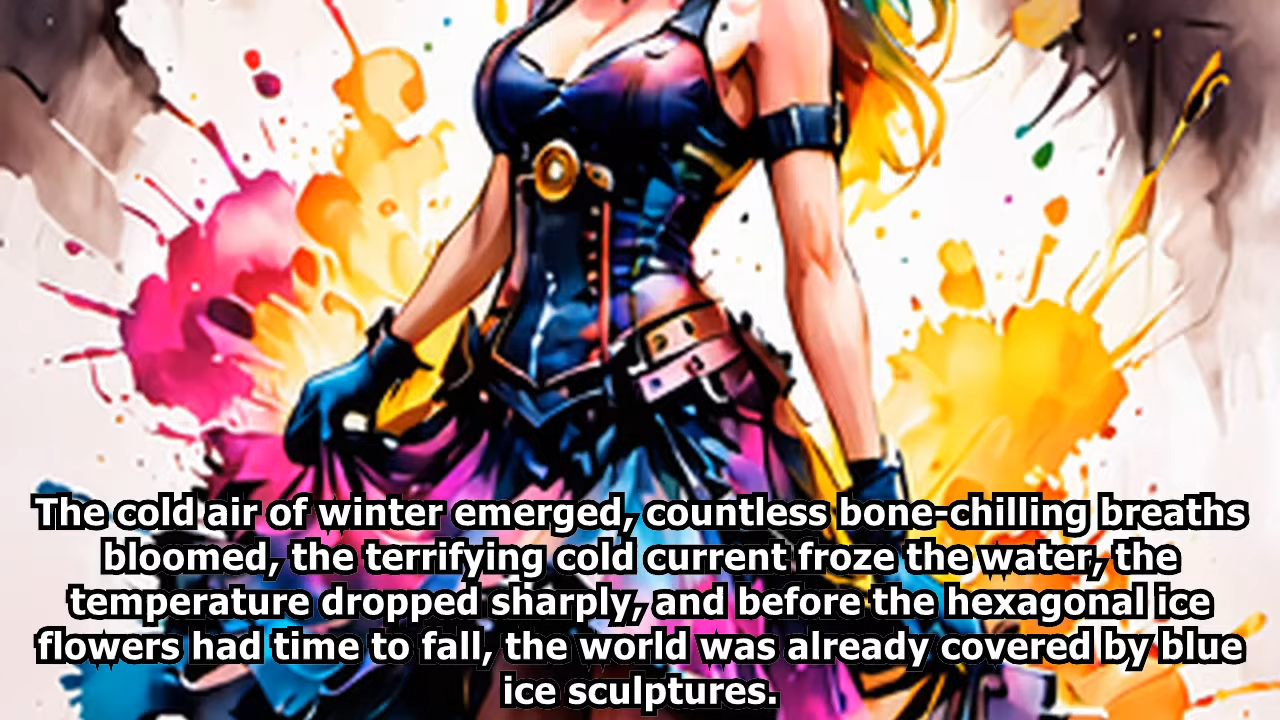 The cold air of winter emerged, countless bone-chilling breaths
bloomed, the terrifying cold current froze the water, the
temperature dropped sharply, and before the hexagonal ice
flowers had time to fall, the world was already covered by blue
ice sculptures.